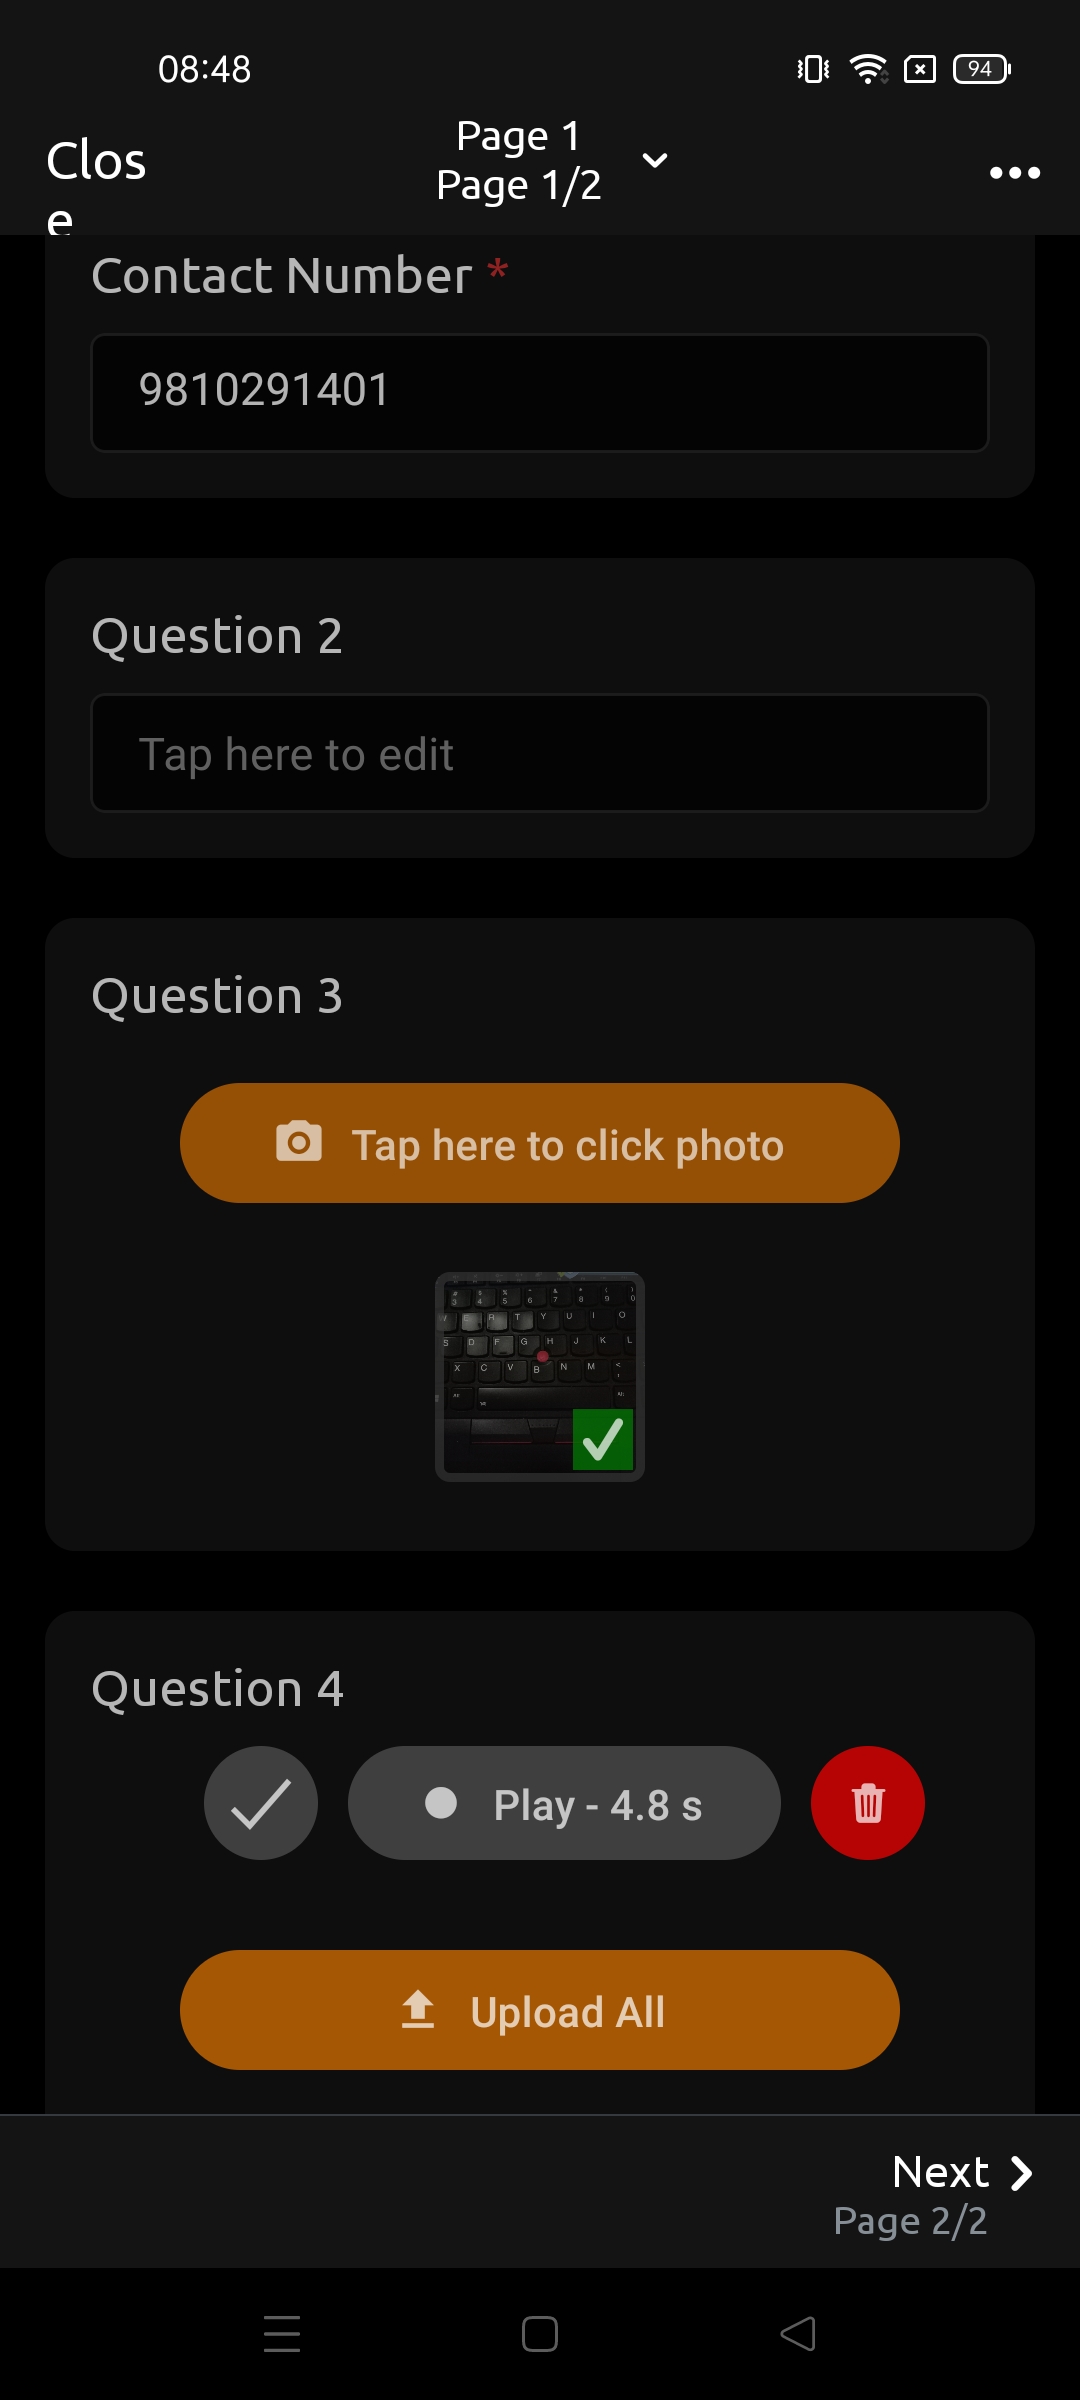 08:48
94
Clos
e
Page 1
Page 1/2
Contact Number *
9810291401
Question 2
Tap here to edit
Question 3
Tap here to click photo
Question 4
Play - 4.8 s
Upload All
Next
Page 2/2